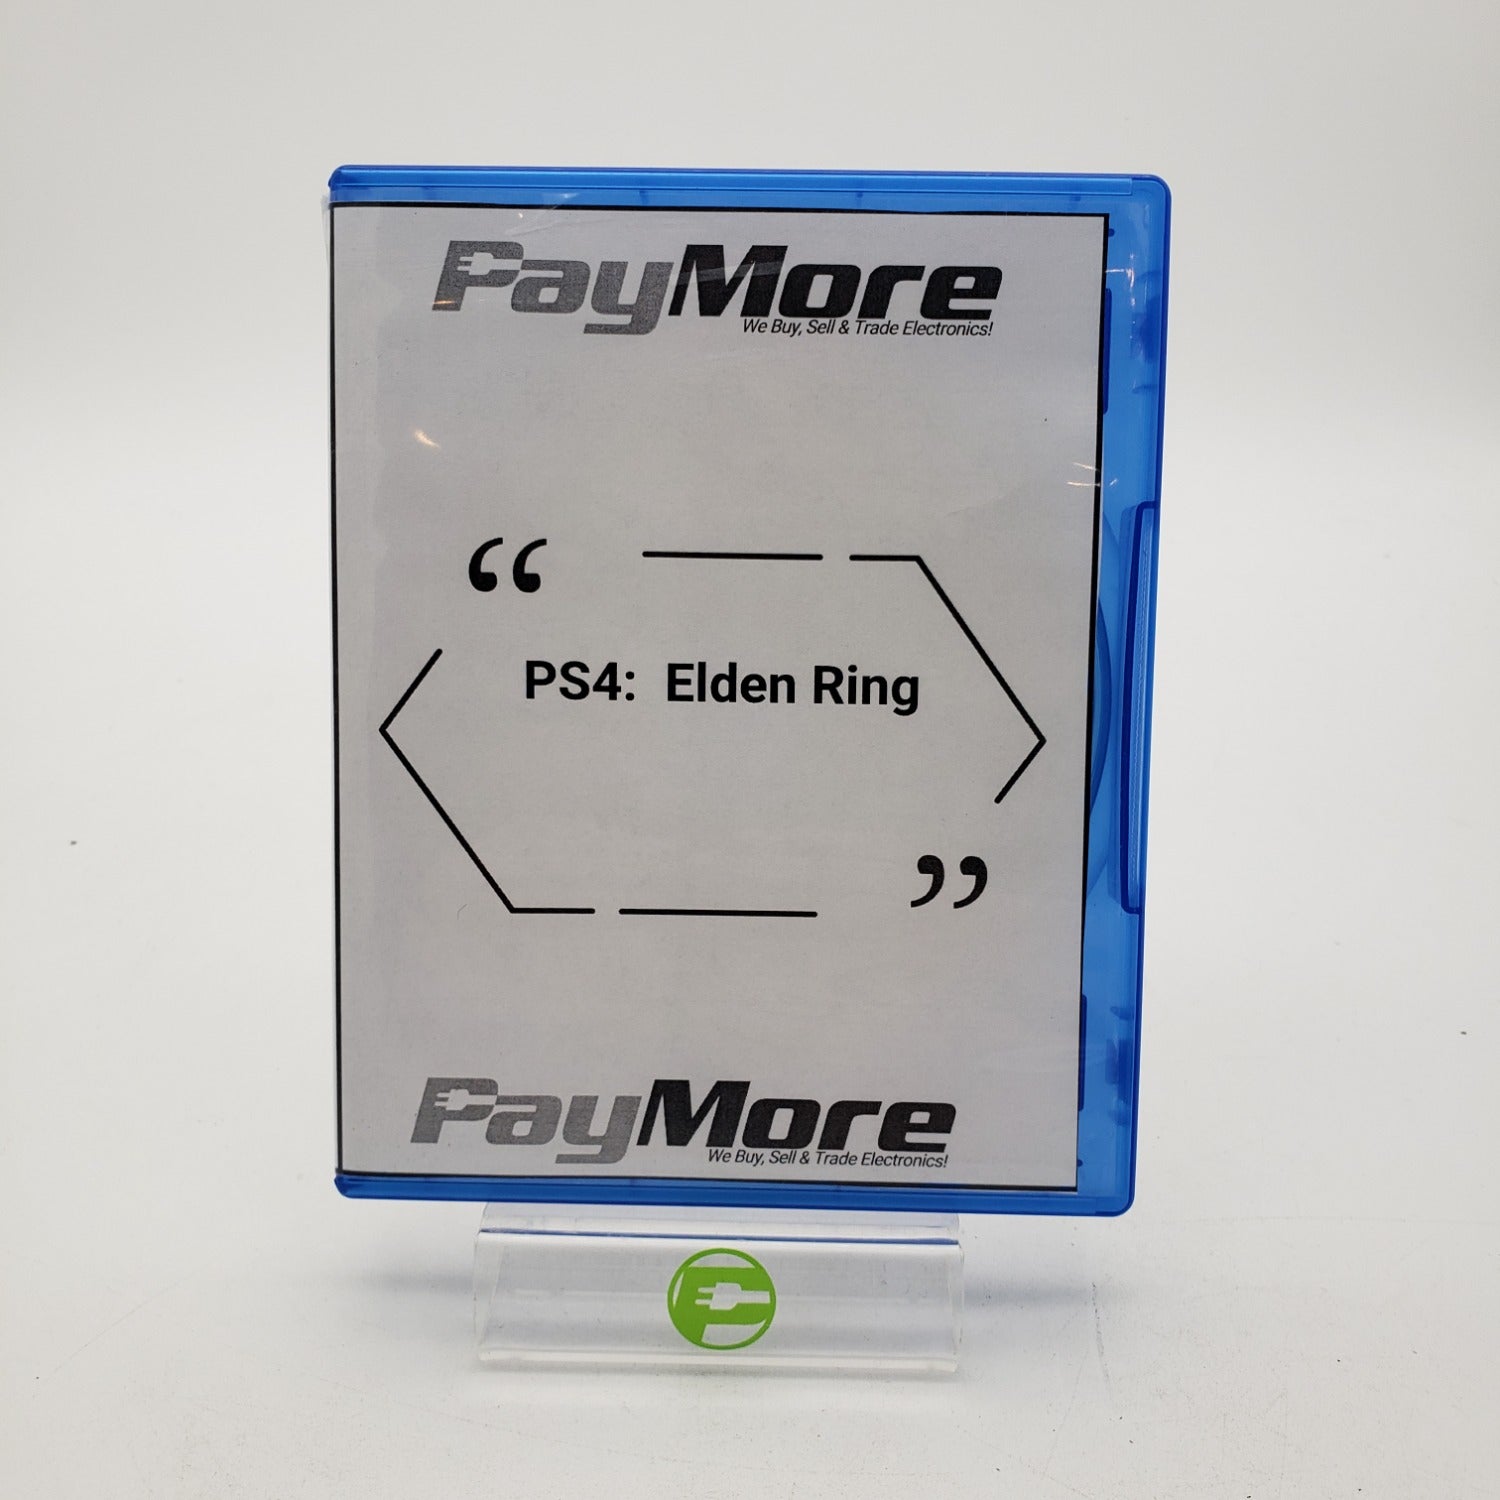 PayMore
We Buy, Sell & Trade Electronics!
“
PS4: Elden Ring
”
PayMore
We Buy, Sell & Trade Electronics!